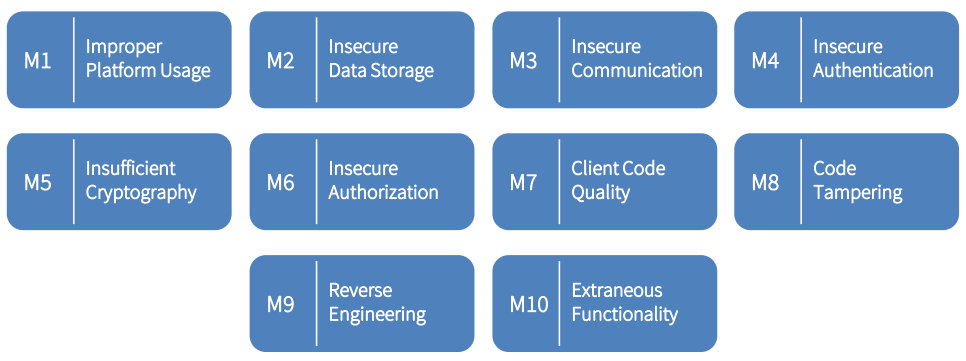 M1
Improper
Platform Usage
M2
Insecure
Data Storage
M3
Insecure
Communication
M4
Insecure
Authentication
M5
Insufficient
Cryptography
M6
Insecure
Authorization
M7
Client Code
Quality
M8
Code
Tampering
M9
Reverse
Engineering
M10
Extraneous
Functionality